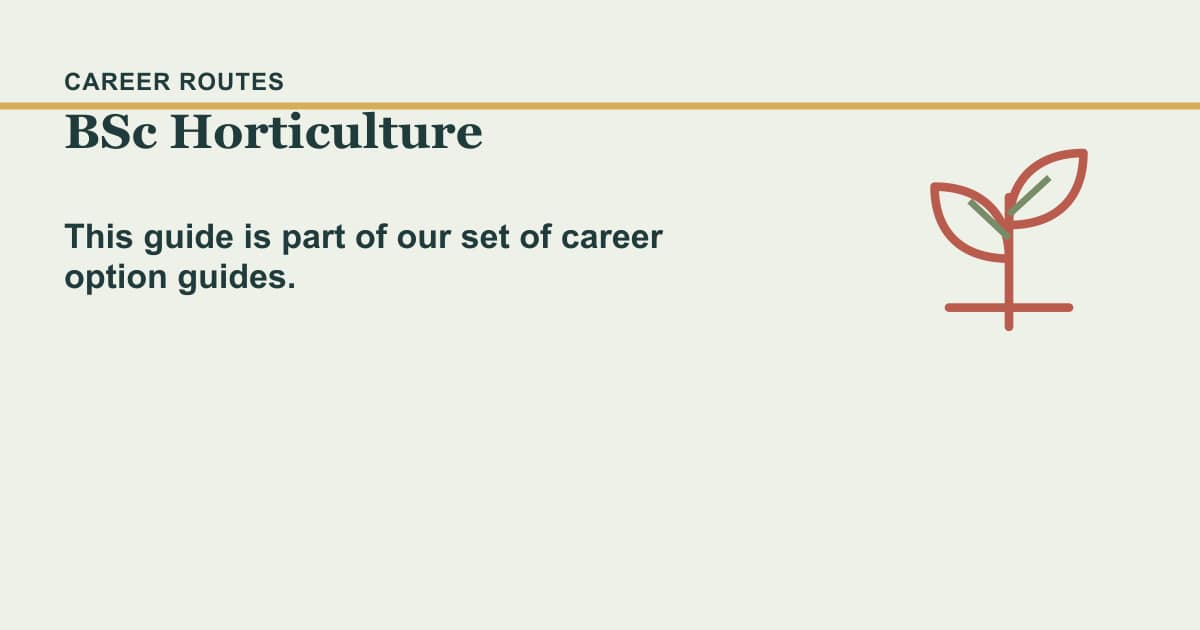 CAREER ROUTES
BSc Horticulture
This guide is part of our set of career
option guides.